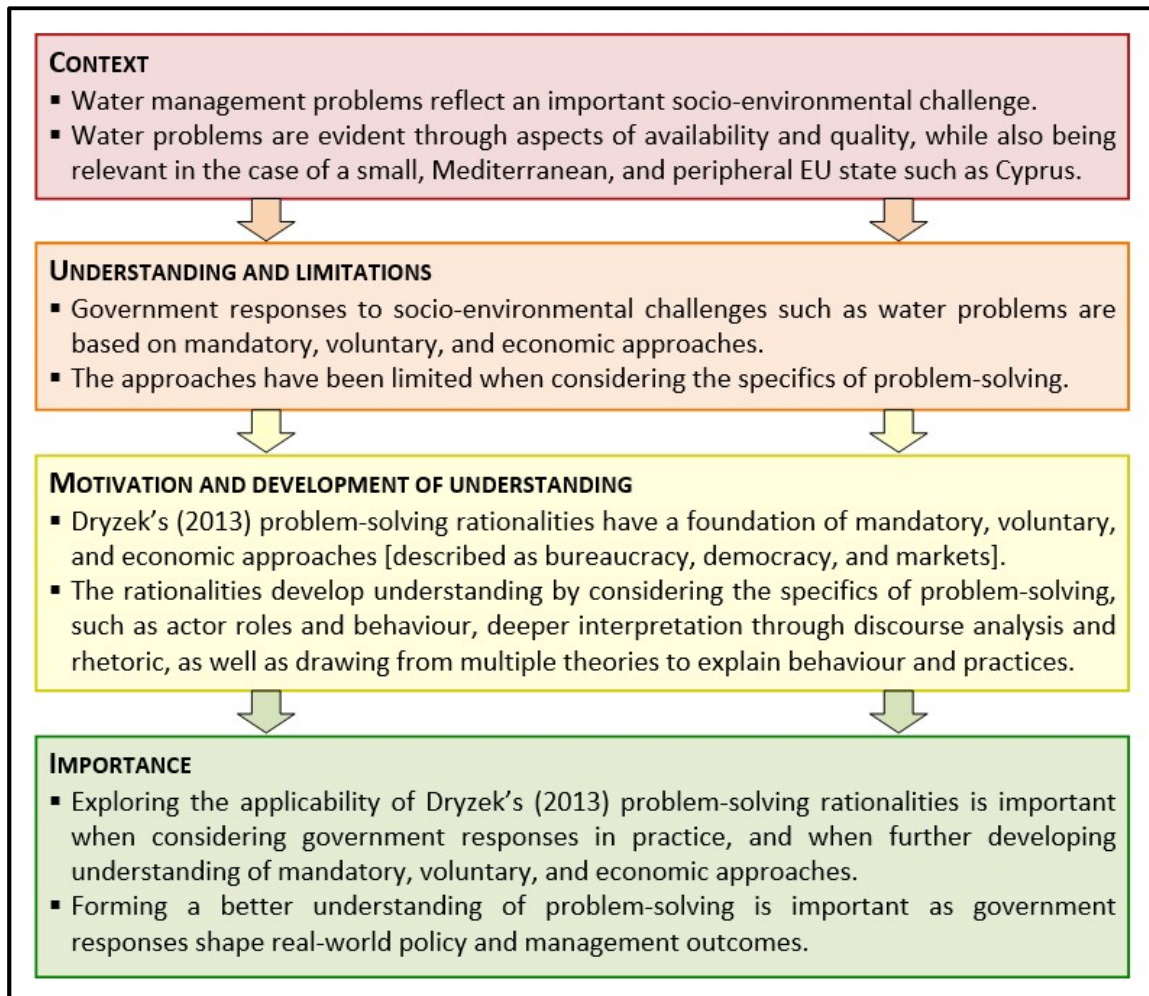 CONTEXT
▪ Water management problems reflect an important socio-environmental challenge.
▪ Water problems are evident through aspects of availability and quality, while also being
relevant in the case of a small, Mediterranean, and peripheral EU state such as Cyprus.
UNDERSTANDING AND LIMITATIONS
▪ Government responses to socio-environmental challenges such as water problems are
based on mandatory, voluntary, and economic approaches.
▪ The approaches have been limited when considering the specifics of problem-solving.
MOTIVATION AND DEVELOPMENT OF UNDERSTANDING
▪ Dryzek’s (2013) problem-solving rationalities have a foundation of mandatory, voluntary,
and economic approaches [described as bureaucracy, democracy, and markets].
▪ The rationalities develop understanding by considering the specifics of problem-solving,
such as actor roles and behaviour, deeper interpretation through discourse analysis and
rhetoric, as well as drawing from multiple theories to explain behaviour and practices.
IMPORTANCE
▪ Exploring the applicability of Dryzek’s (2013) problem-solving rationalities is important
when considering government responses in practice, and when further developing
understanding of mandatory, voluntary, and economic approaches.
▪ Forming a better understanding of problem-solving is important as government
responses shape real-world policy and management outcomes.